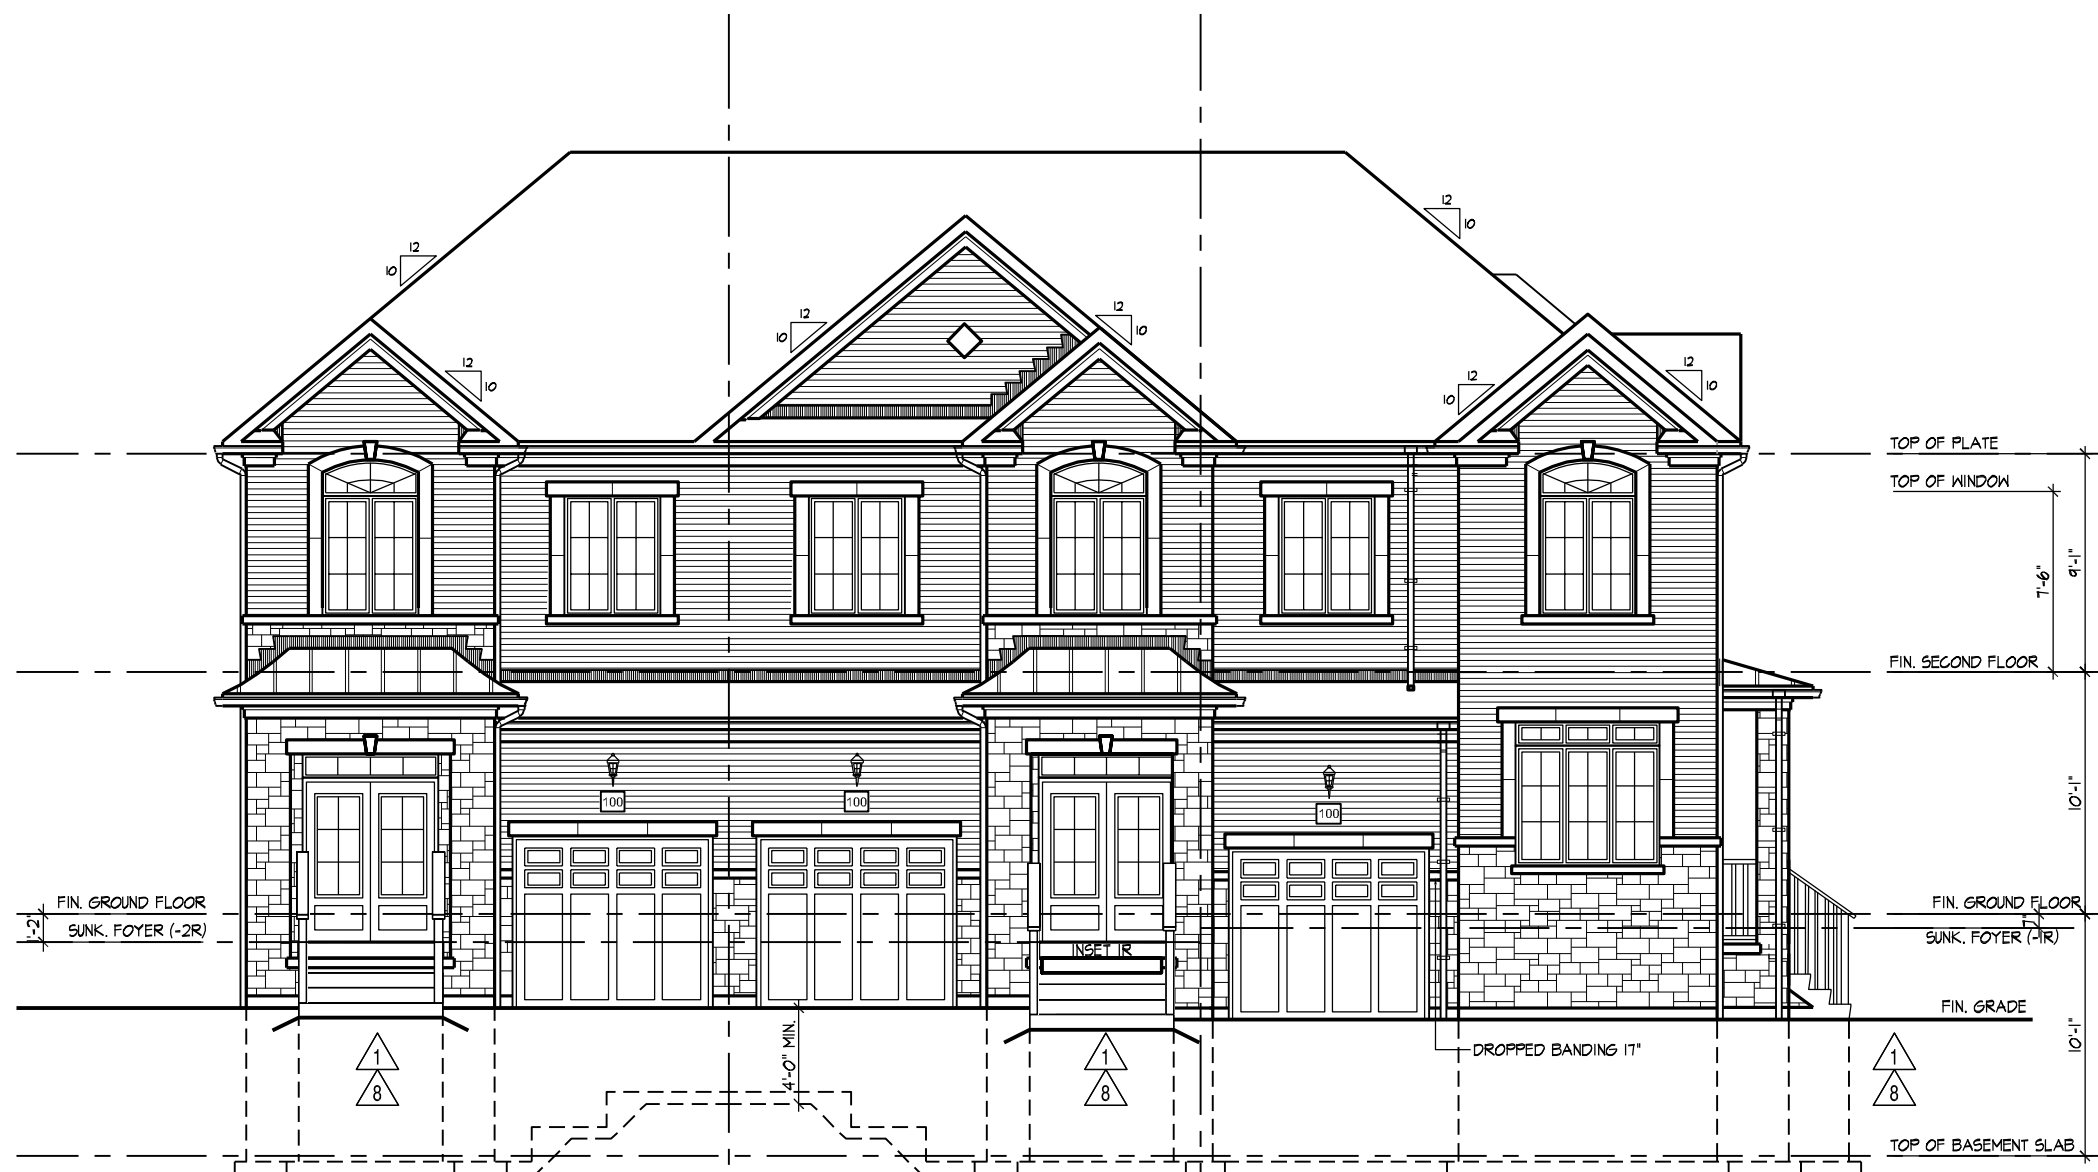 12
10
12
10
12
10
12
10
12
10
12
10
12
10
TOP OF PLATE
TOP OF WINDOW
9'-1"
7'-6"
FIN. SECOND FLOOR
100
100
100
10'-1"
FIN. GROUND FLOOR
FIN. GROUND FLOOR
1'-2"
7"
SUNK. FOYER (-2R)
SUNK. FOYER (-1R)
INSET 1R
FIN. GRADE
4'-0" MIN.
DROPPED BANDING 17"
10'-1"
1
8
1
8
1
8
TOP OF BASEMENT SLAB